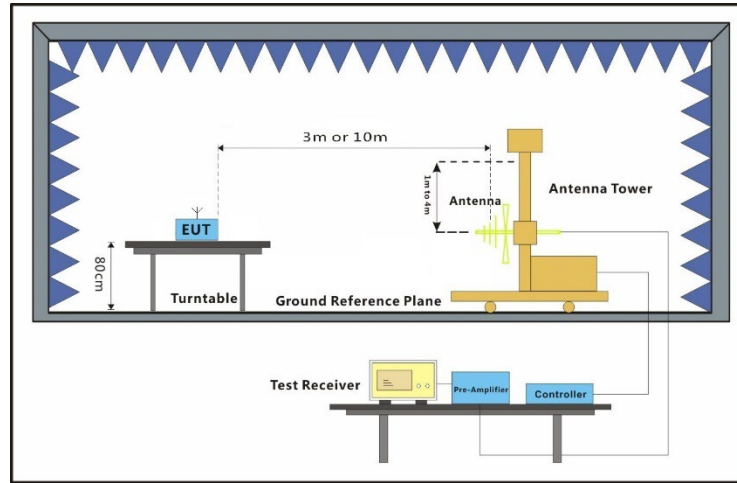 3m or 10m
1m to 4m
Antenna
Antenna Tower
EUT
80cm
Turntable
Ground Reference Plane
Test Receiver
Pre-Amplifier
Controller